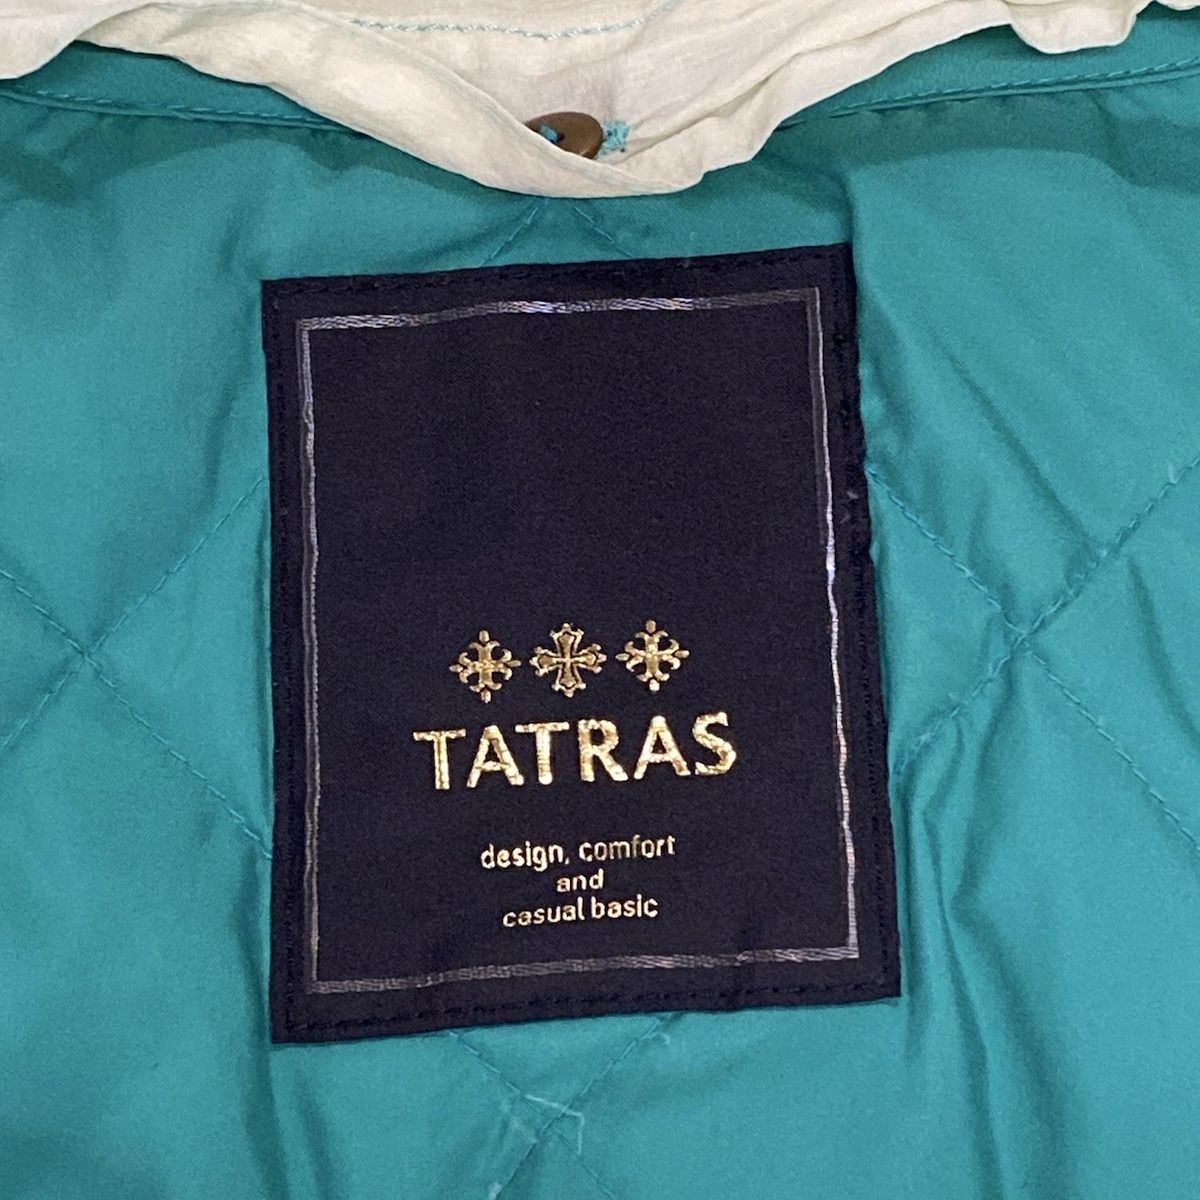 TATRAS
design, comfort
and
casual basic